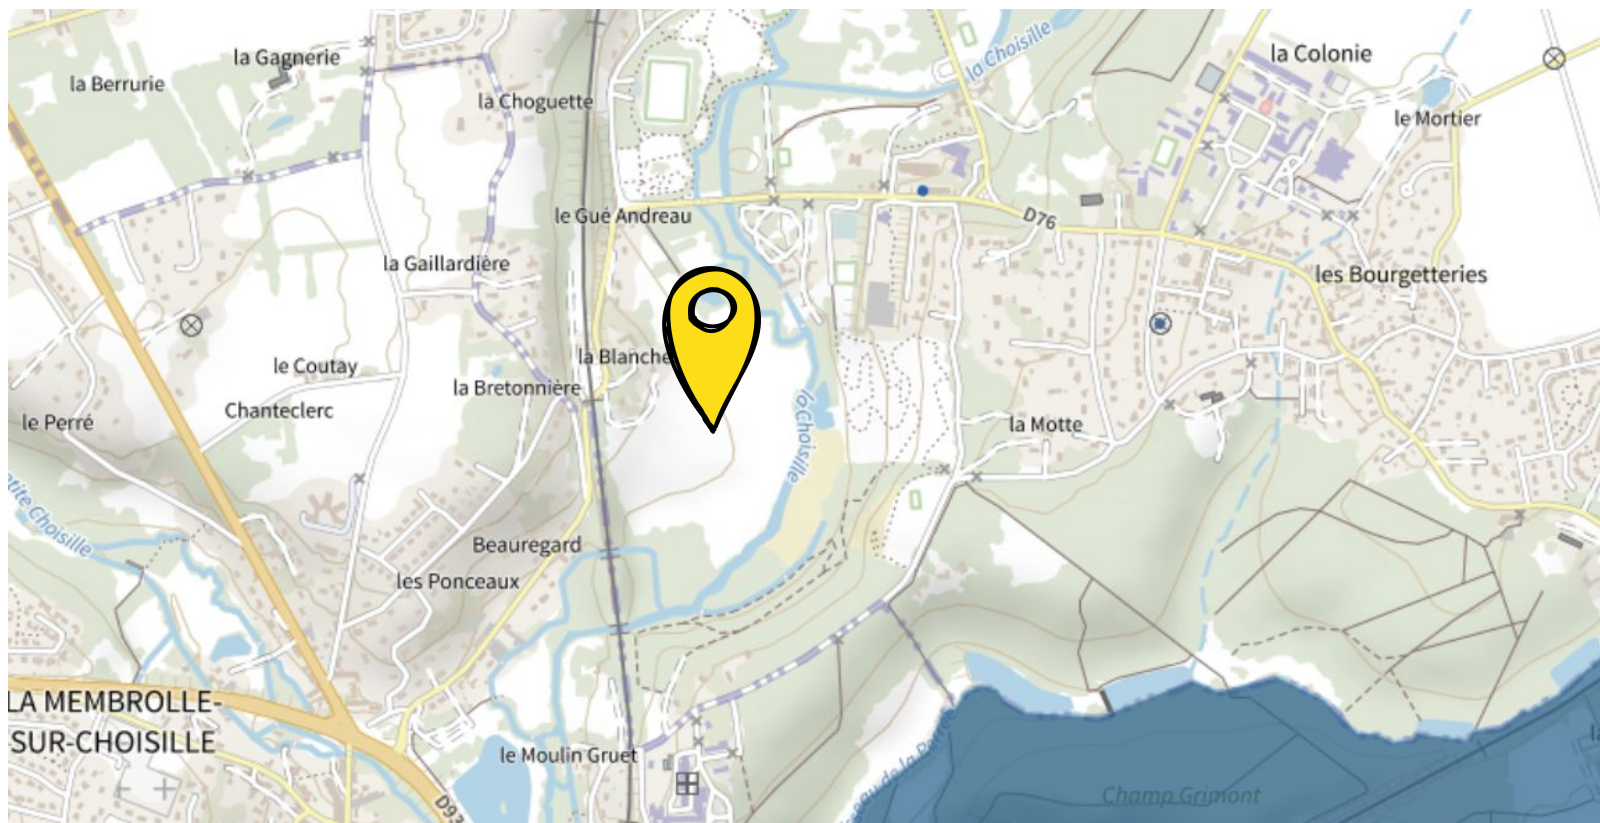 la Gagnerie
la Berrurie
la Choguette
la Choisille
la Colonie
le Mortier
le Gué Andreau
D76
la Gaillardière
les Bourgetteries
la Blanche
le Coutay
la Bretonnière
Chanteclerc
le Perré
la Choisille
la Motte
etite Choisille
Beauregard
les Ponceaux
LA MEMBROLLE-
SUR-CHOISILLE
le Moulin Gruet
Champ Grimont
D93